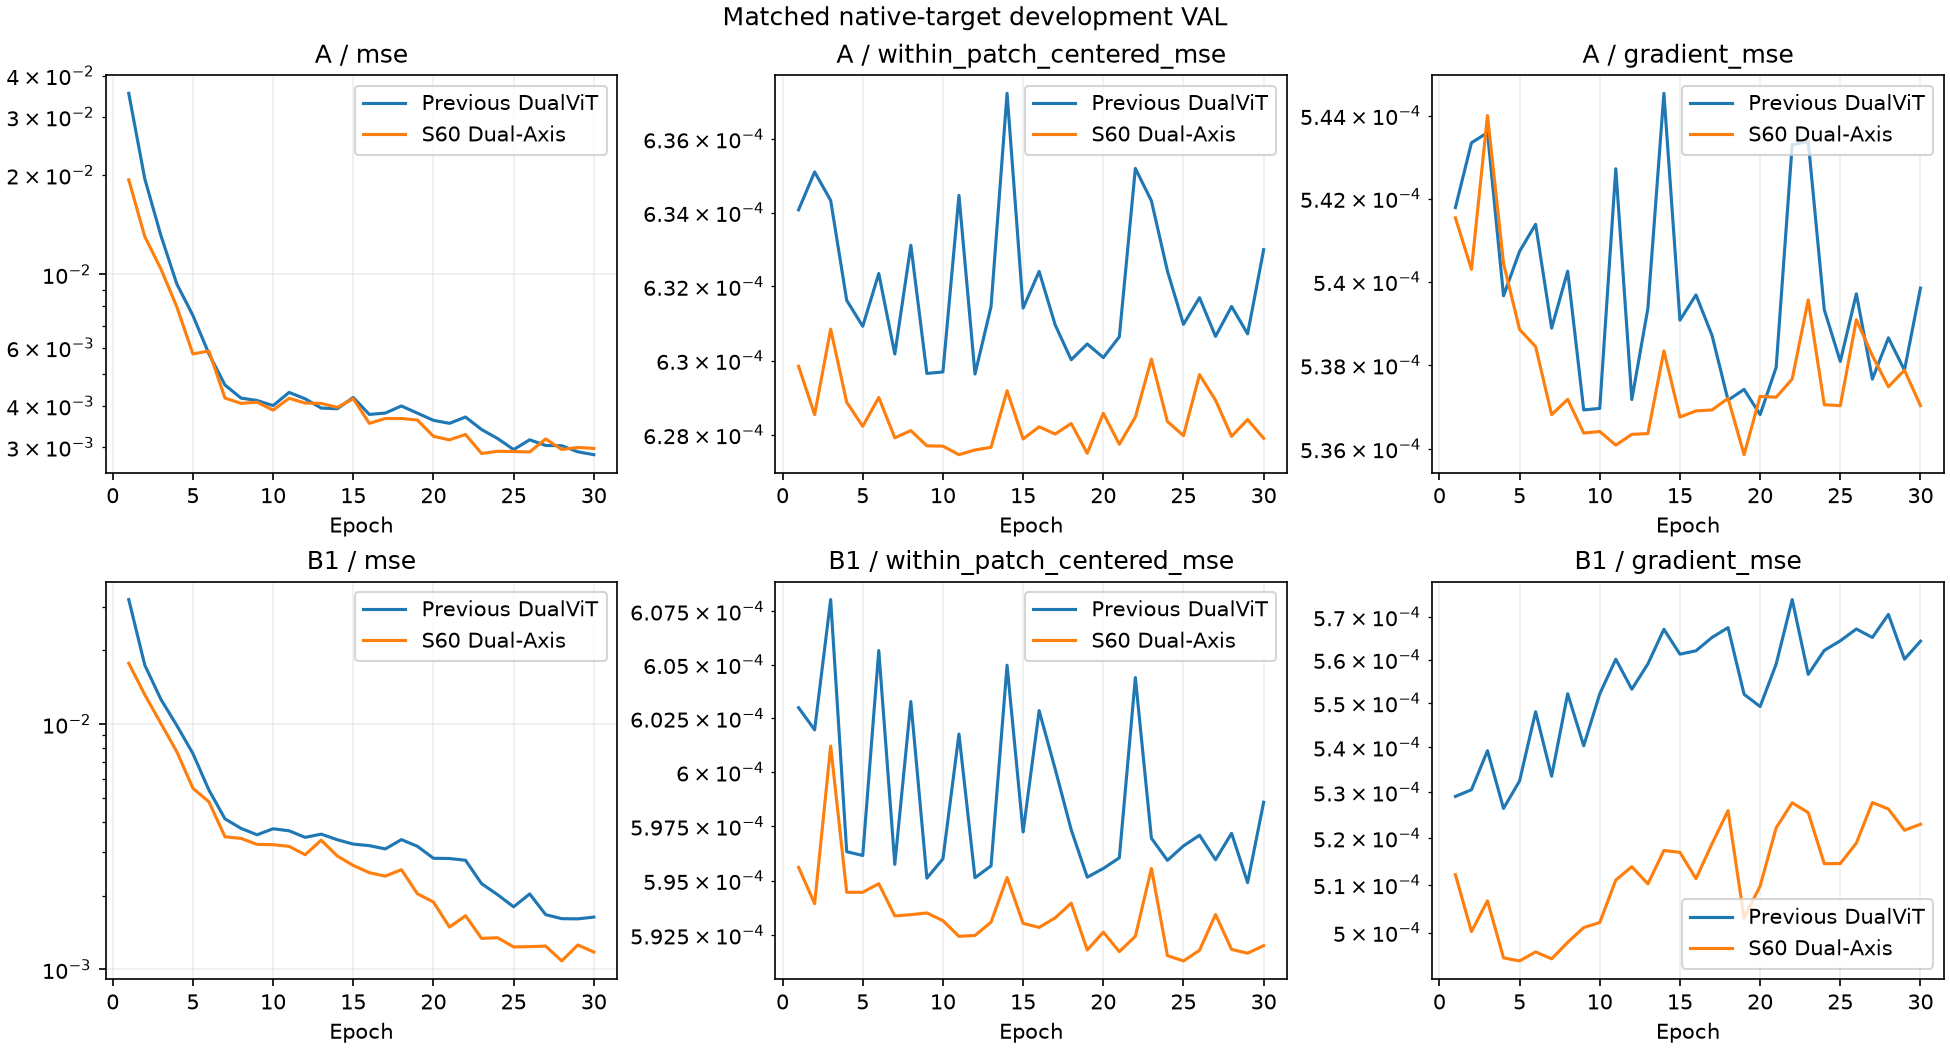 Matched native-target development VAL
A / mse
4 × 10⁻²
3 × 10⁻²
2 × 10⁻²
10⁻²
6 × 10⁻³
4 × 10⁻³
3 × 10⁻³
Previous DualViT
S60 Dual-Axis
0 5 10 15 20 25 30
Epoch
A / within_patch_centered_mse
6.36 × 10⁻⁴
6.34 × 10⁻⁴
6.32 × 10⁻⁴
6.3 × 10⁻⁴
6.28 × 10⁻⁴
Previous DualViT
S60 Dual-Axis
0 5 10 15 20 25 30
Epoch
A / gradient_mse
5.44 × 10⁻⁴
5.42 × 10⁻⁴
5.4 × 10⁻⁴
5.38 × 10⁻⁴
5.36 × 10⁻⁴
Previous DualViT
S60 Dual-Axis
0 5 10 15 20 25 30
Epoch
B1 / mse
10⁻²
10⁻³
Previous DualViT
S60 Dual-Axis
0 5 10 15 20 25 30
Epoch
B1 / within_patch_centered_mse
6.075 × 10⁻⁴
6.05 × 10⁻⁴
6.025 × 10⁻⁴
6 × 10⁻⁴
5.975 × 10⁻⁴
5.95 × 10⁻⁴
5.925 × 10⁻⁴
Previous DualViT
S60 Dual-Axis
0 5 10 15 20 25 30
Epoch
B1 / gradient_mse
5.7 × 10⁻⁴
5.6 × 10⁻⁴
5.5 × 10⁻⁴
5.4 × 10⁻⁴
5.3 × 10⁻⁴
5.2 × 10⁻⁴
5.1 × 10⁻⁴
5 × 10⁻⁴
Previous DualViT
S60 Dual-Axis
0 5 10 15 20 25 30
Epoch